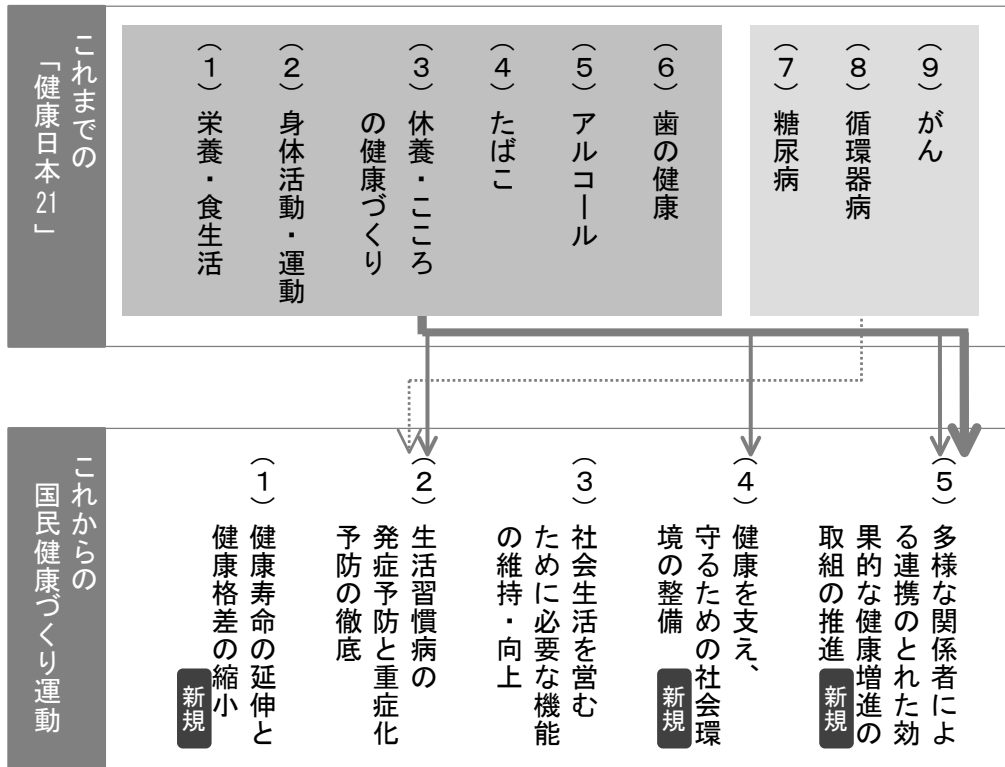 これまでの
「健康日本21」
（１）栄養・食生活
（２）身体活動・運動
（３）休養・こころ
の健康づくり
（４）たばこ
（５）アルコール
（６）歯の健康
（７）糖尿病
（８）循環器病
（９）がん
これからの
国民健康づくり運動
（１）健康寿命の延伸と
健康格差の縮小
新規
（２）生活習慣病の
発症予防と重症化
予防の徹底
（３）社会生活を営む
ために必要な機能
の維持・向上
（４）健康を支え、
守るための社会環
境の整備
新規
（５）多様な関係者によ
る連携のとれた効
果的な健康増進の
取組の推進
新規